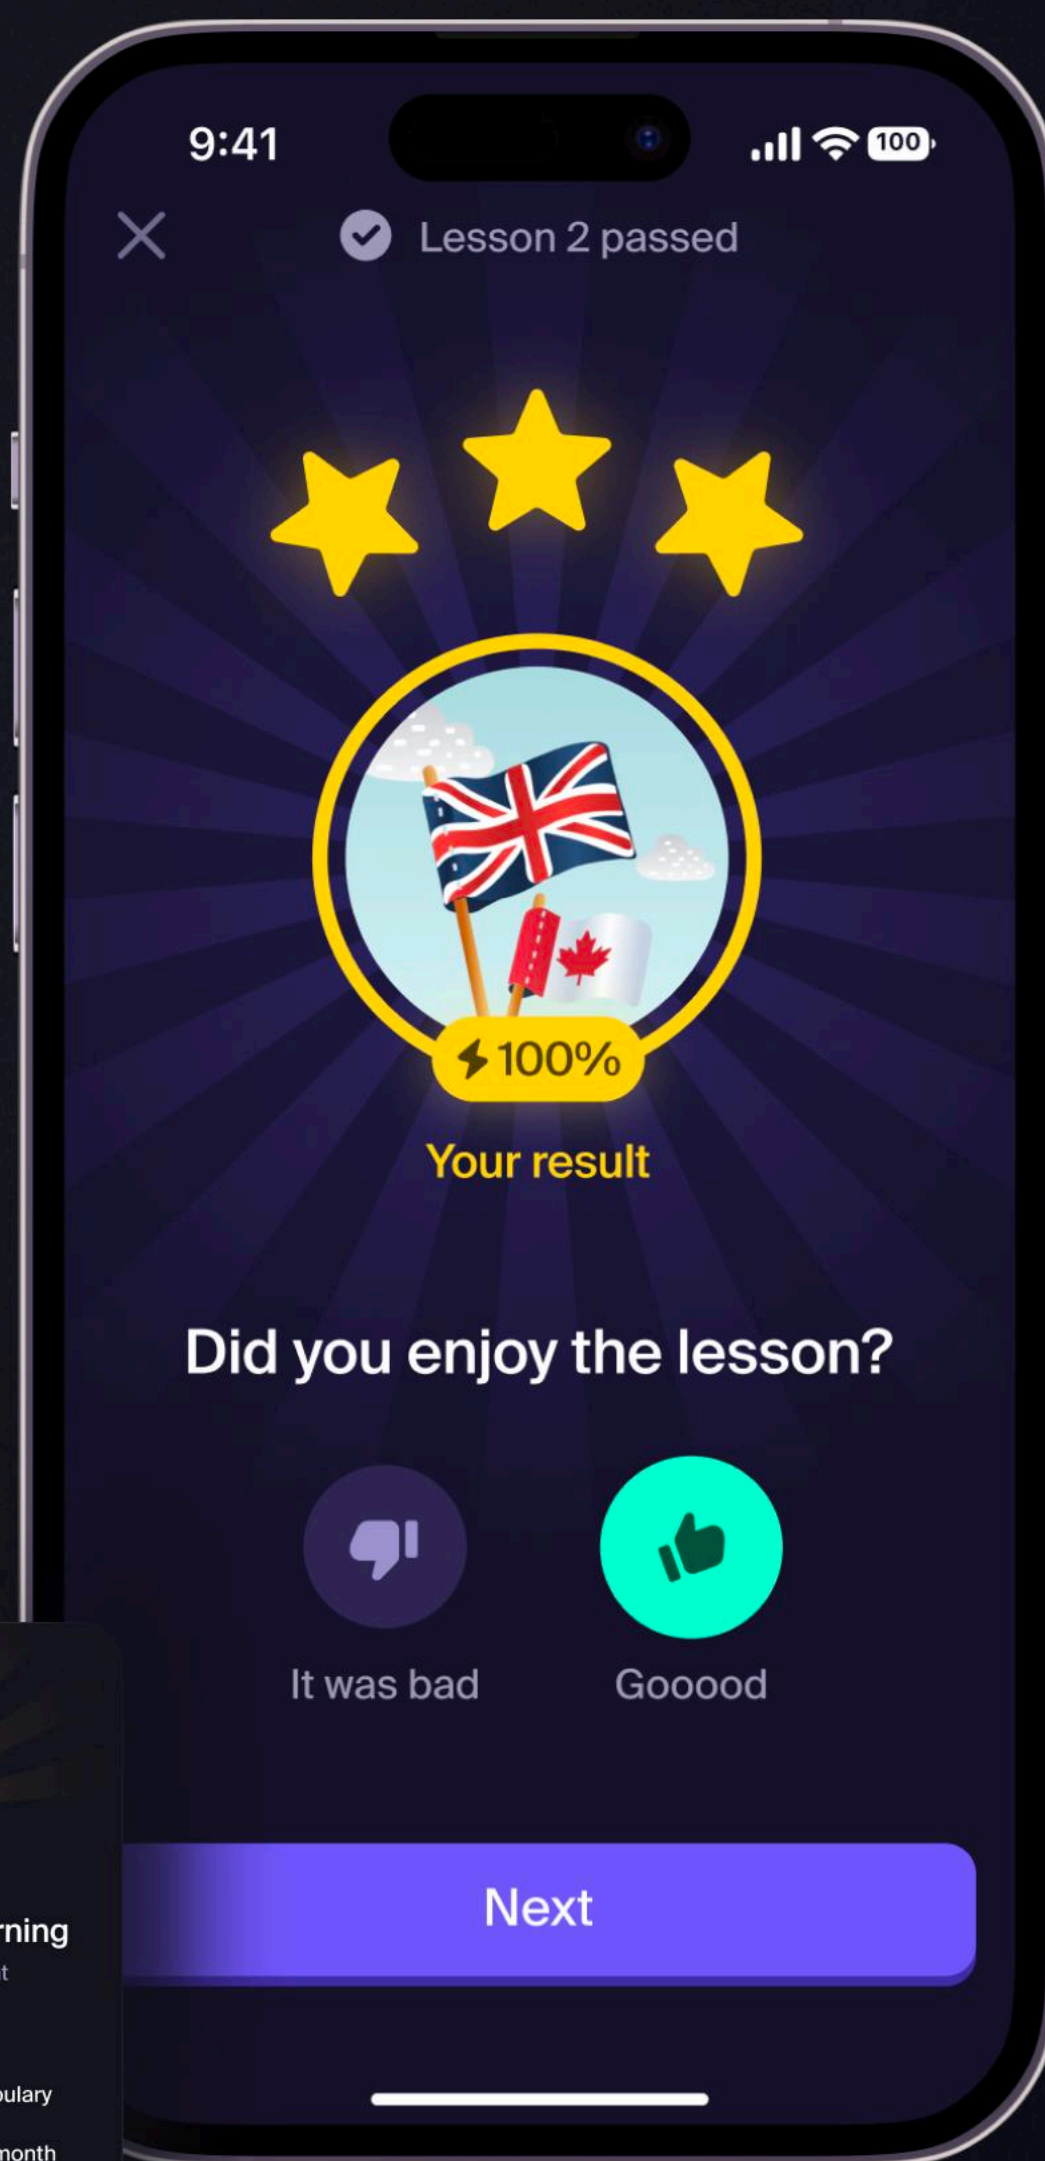 9:41
100
Lesson 2 passed
100%
Your result
Did you enjoy the lesson?
It was bad
Gooood
Next
rning
t
bulary
month